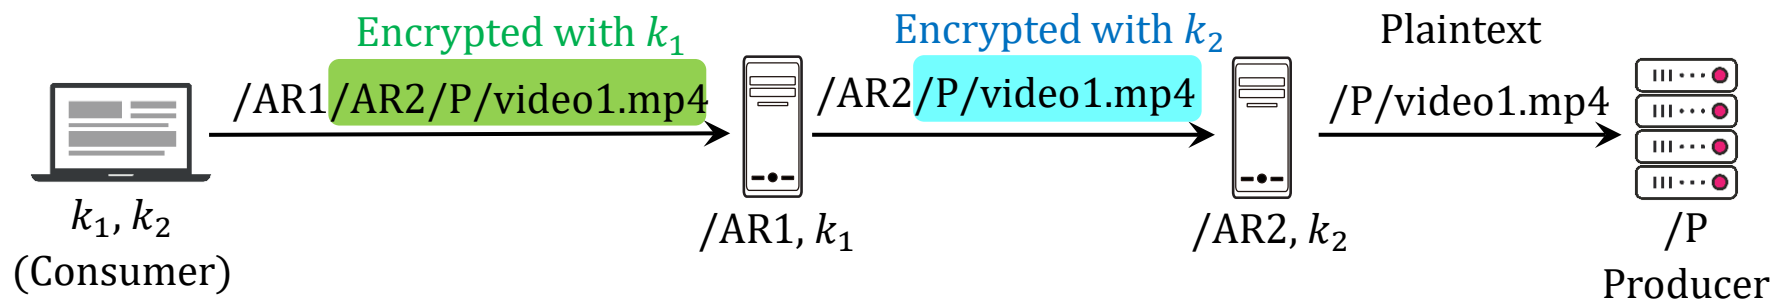 Encrypted with k₁
Encrypted with k₂
Plaintext
/AR1/AR2/P/video1.mp4
/AR2/P/video1.mp4
/P/video1.mp4
k₁, k₂
(Consumer)
/AR1, k₁
/AR2, k₂
/P
Producer